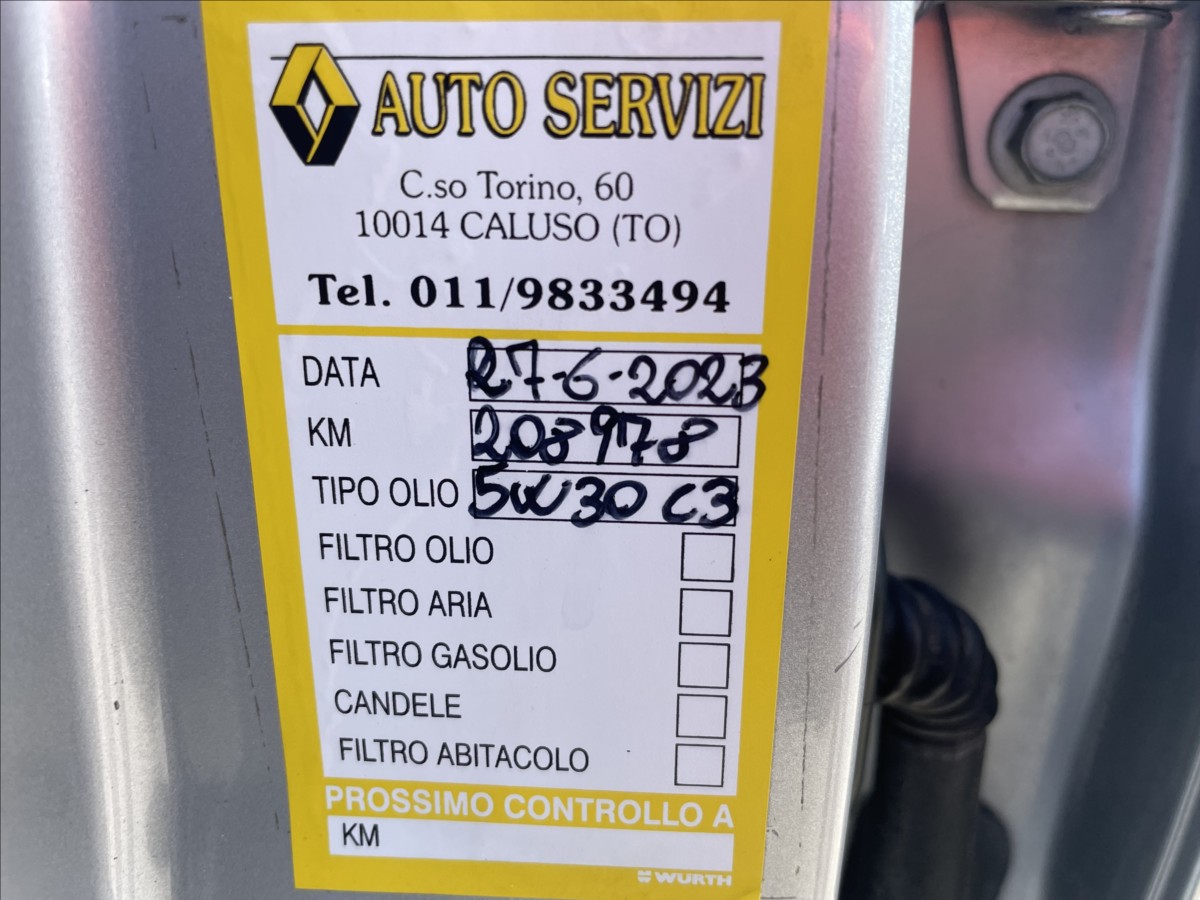 AUTO SERVIZI
C.so Torino, 60
10014 CALUSO (TO)
Tel. 011/9833494
DATA 27-6-2023
KM 208978
TIPO OLIO 5W30 C3
FILTRO OLIO
FILTRO ARIA
FILTRO GASOLIO
CANDELE
FILTRO ABITACOLO
PROSSIMO CONTROLLO A
KM
WURTH